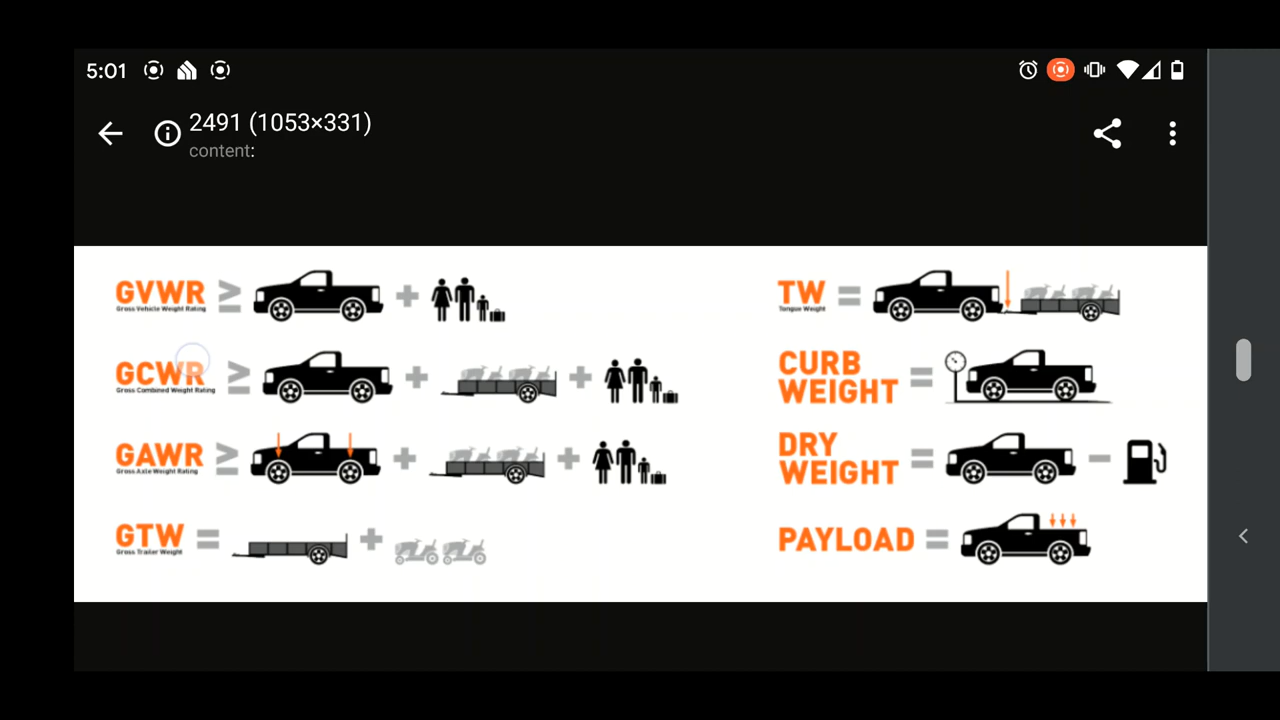 5:01
2491 (1053×331)
content:
GVWR ≥ +
Gross Vehicle Weight Rating
GCWR ≥ + +
Gross Combined Weight Rating
GAWR ≥ + +
Gross Axle Weight Rating
GTW = +
Gross Trailer Weight
TW =
Tongue Weight
CURB
WEIGHT =
DRY
WEIGHT = −
PAYLOAD =